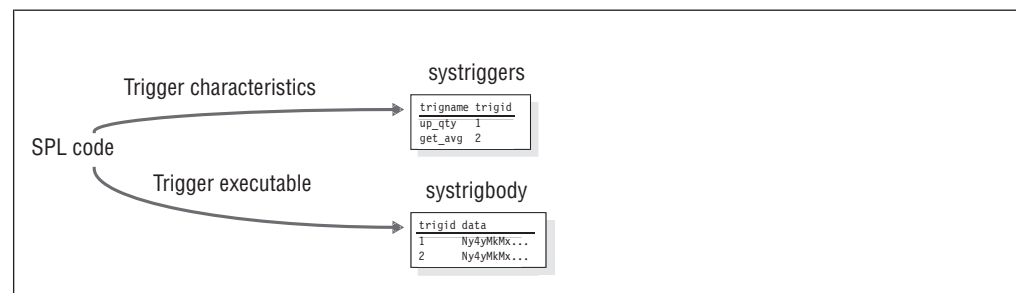 systriggers
Trigger characteristics
trigname trigid
up_qty 1
get_avg 2
SPL code
Trigger executable
systrigbody
trigid data
1 Ny4yMkMx...
2 Ny4yMkMx...